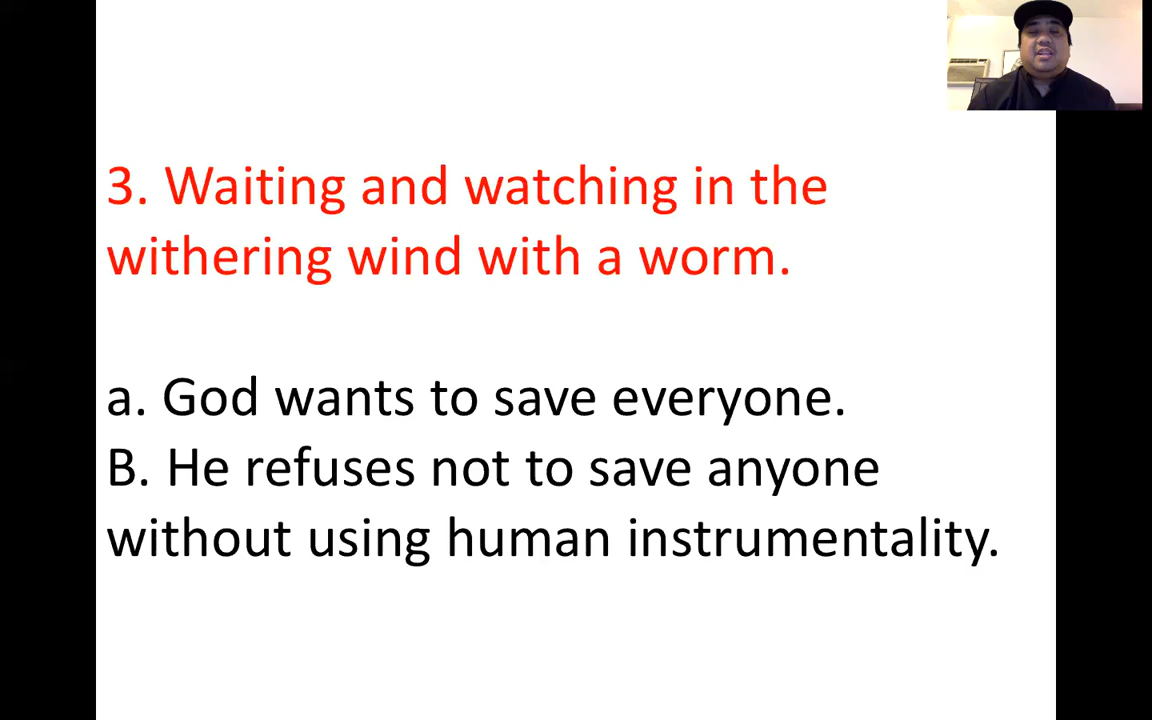 3. Waiting and watching in the
withering wind with a worm.
a. God wants to save everyone.
B. He refuses not to save anyone
without using human instrumentality.